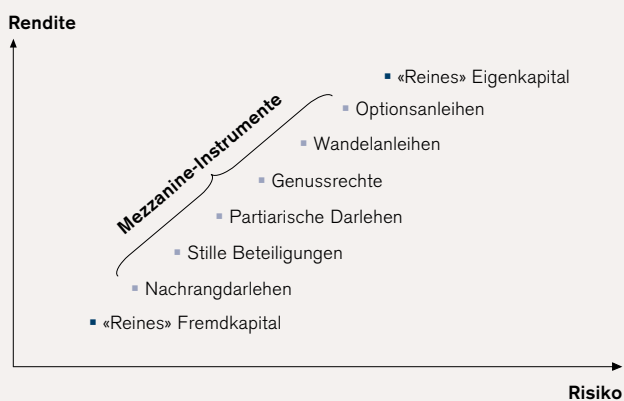 Rendite
«Reines» Eigenkapital
Optionsanleihen
Wandelanleihen
Mezzanine-Instrumente
Genussrechte
Partiarische Darlehen
Stille Beteiligungen
Nachrangdarlehen
«Reines» Fremdkapital
Risiko